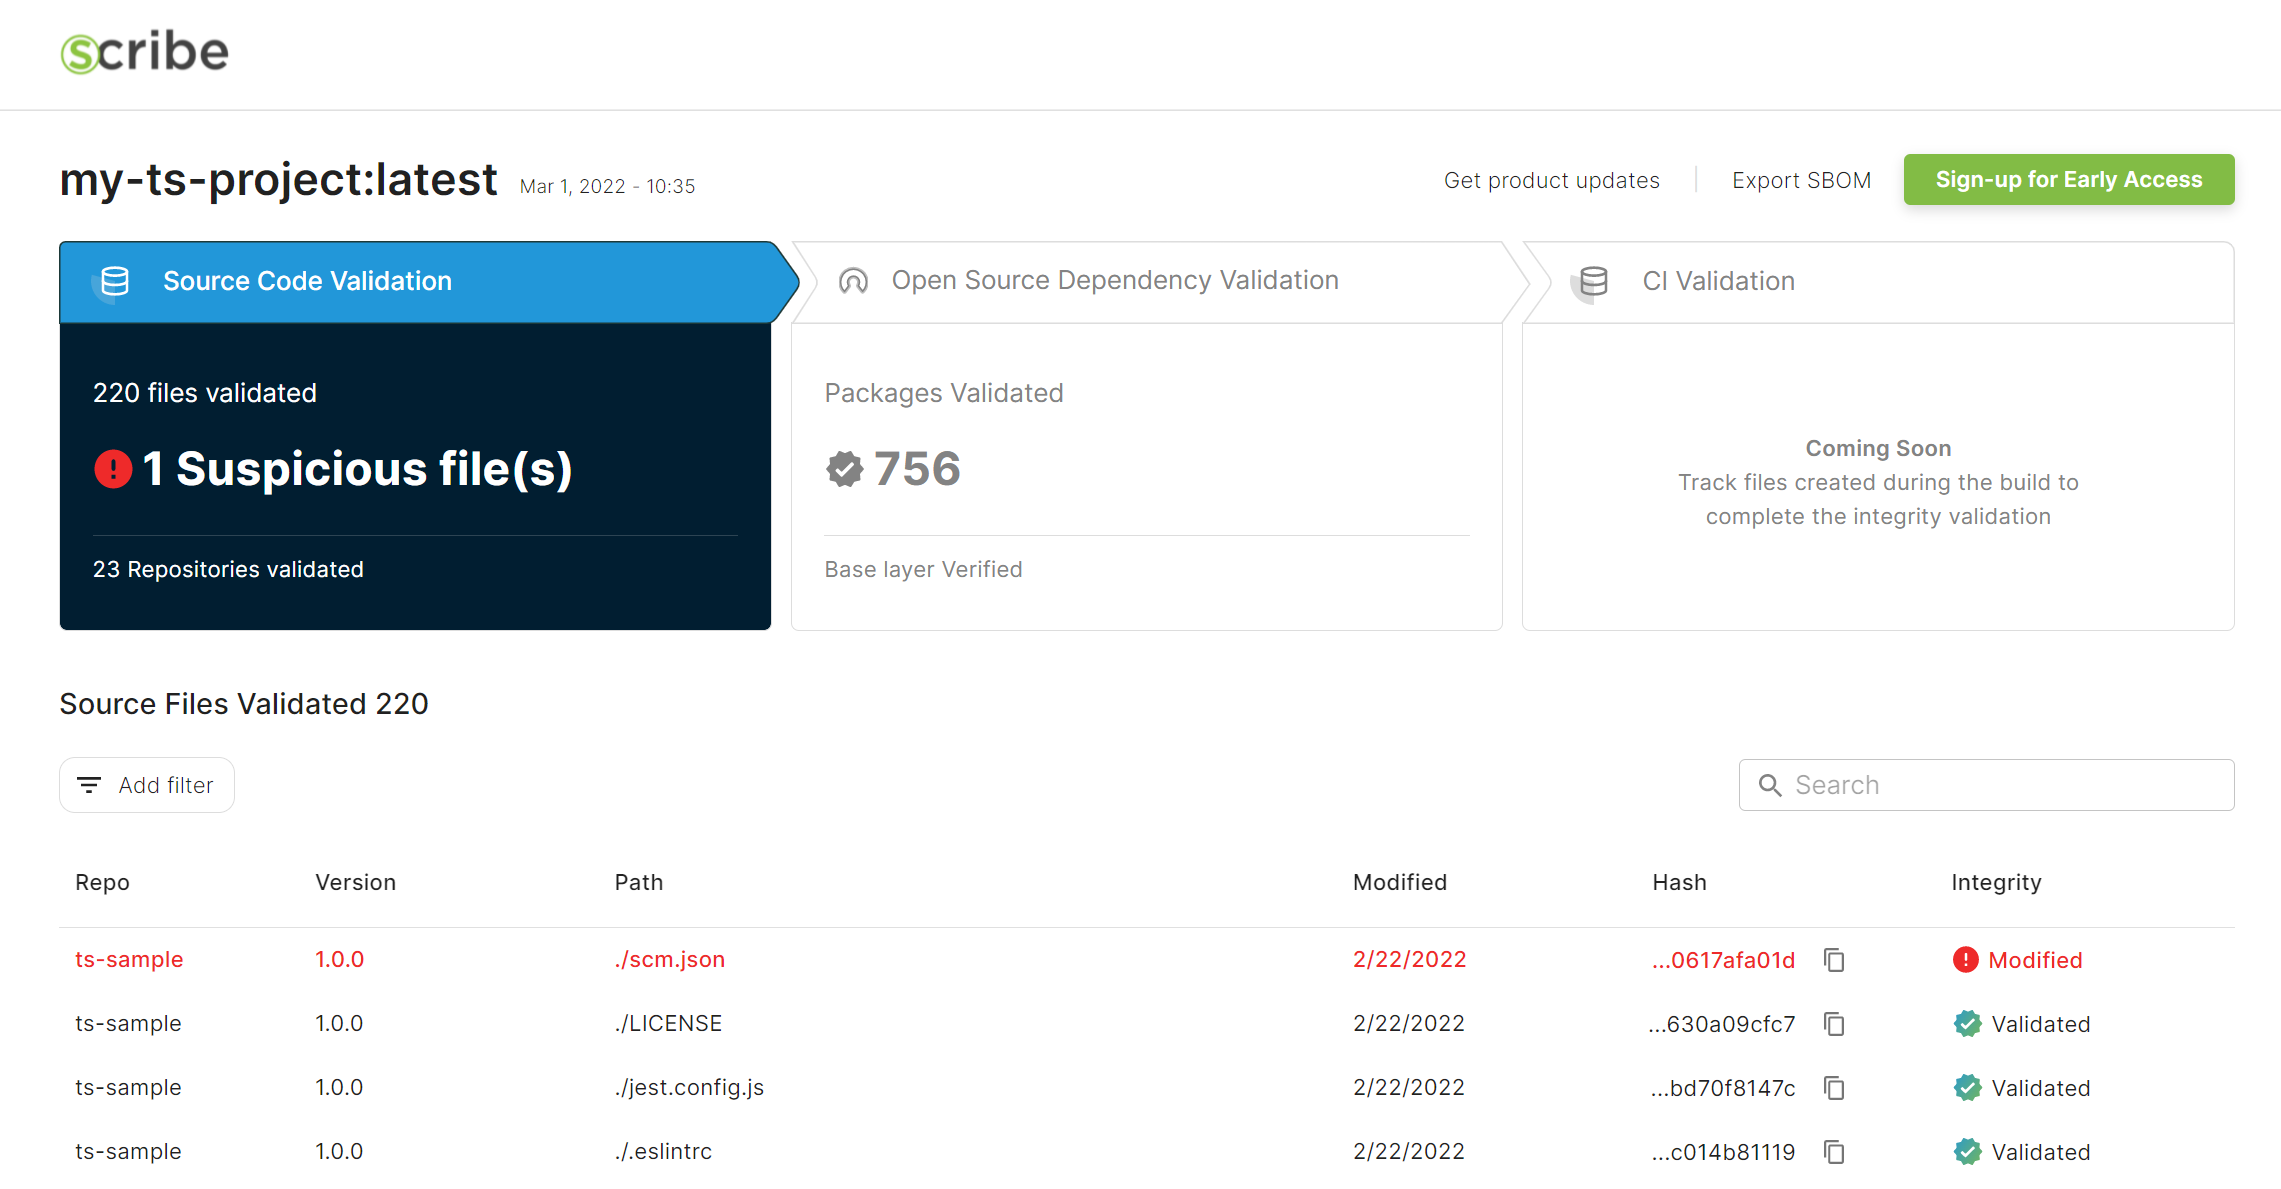 scribe
my-ts-project:latest Mar 1, 2022 - 10:35
Get product updates Export SBOM Sign-up for Early Access
Source Code Validation
220 files validated
1 Suspicious file(s)
23 Repositories validated
Open Source Dependency Validation
Packages Validated
756
Base layer Verified
CI Validation
Coming Soon
Track files created during the build to
complete the integrity validation
Source Files Validated 220
Add filter
Search
Repo Version Path Modified Hash Integrity
ts-sample 1.0.0 ./scm.json 2/22/2022 ...0617afa01d Modified
ts-sample 1.0.0 ./LICENSE 2/22/2022 ...630a09cfc7 Validated
ts-sample 1.0.0 ./jest.config.js 2/22/2022 ...bd70f8147c Validated
ts-sample 1.0.0 ./.eslintrc 2/22/2022 ...c014b81119 Validated